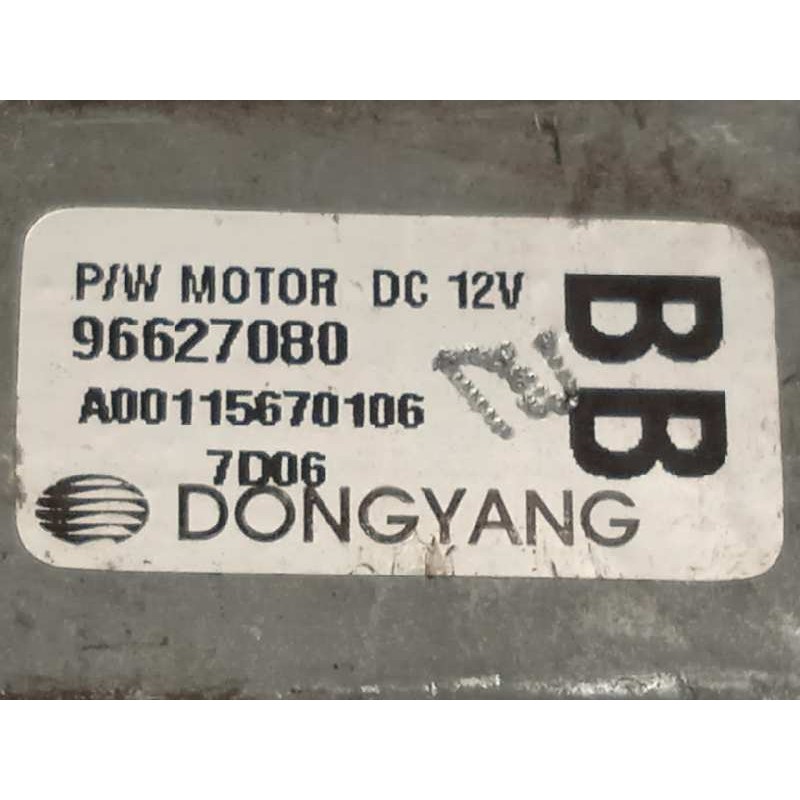 P/W MOTOR DC 12V
96627080
A00115670106
7D06
DONGYANG
BB